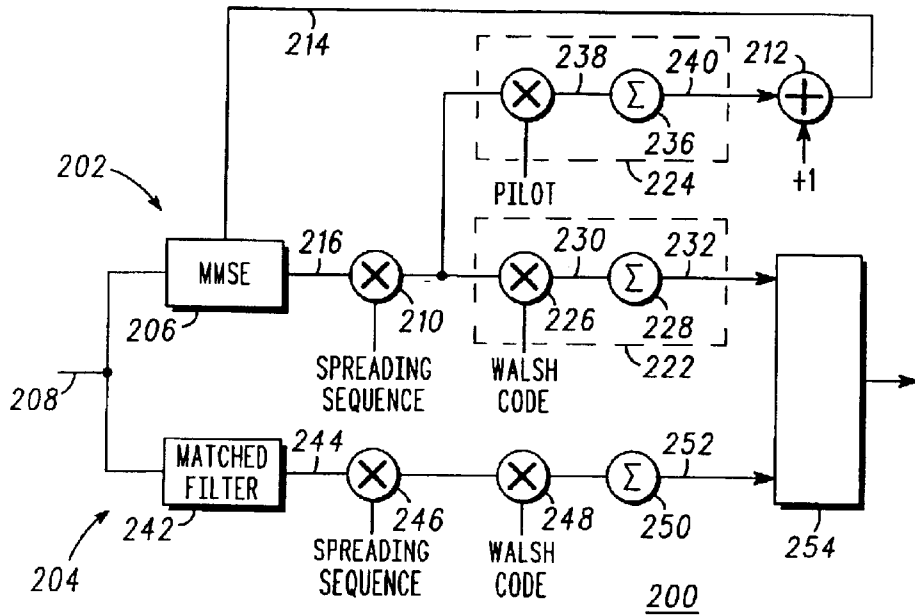 214
238
240
212
236
224
PILOT
+1
202
MMSE
206
216
210
230
232
226
228
222
SPREADING
SEQUENCE
WALSH
CODE
208
MATCHED
FILTER
242
244
246
248
252
250
254
SPREADING
SEQUENCE
WALSH
CODE
204
200